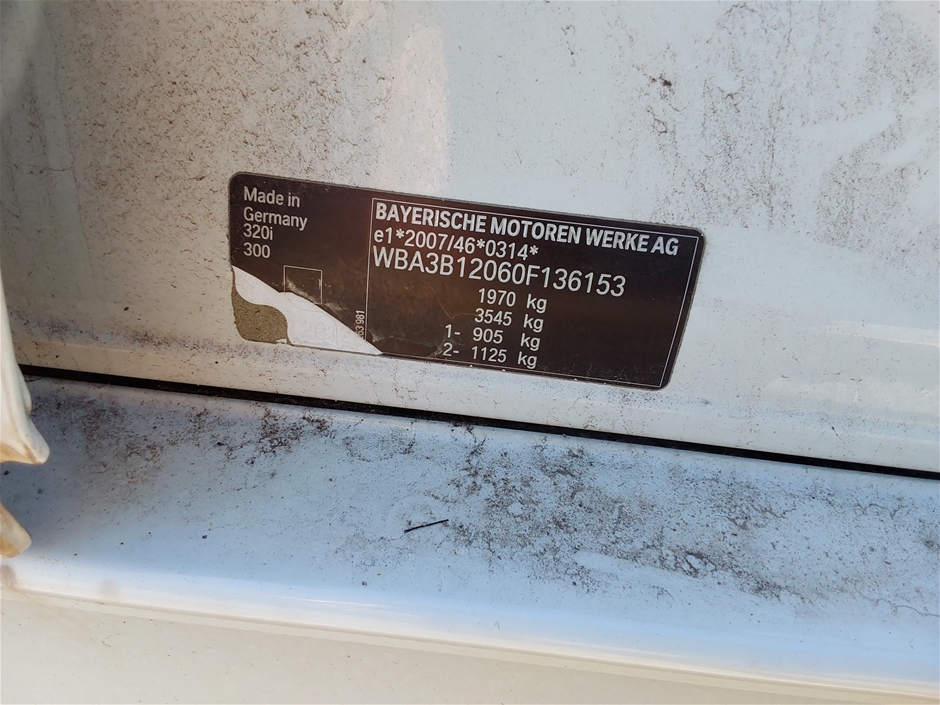 Made in
Germany
320i
300
BAYERISCHE MOTOREN WERKE AG
e1*2007/46*0314*
WBA3B12060F136153
1970 kg
3545 kg
1- 905 kg
2- 1125 kg